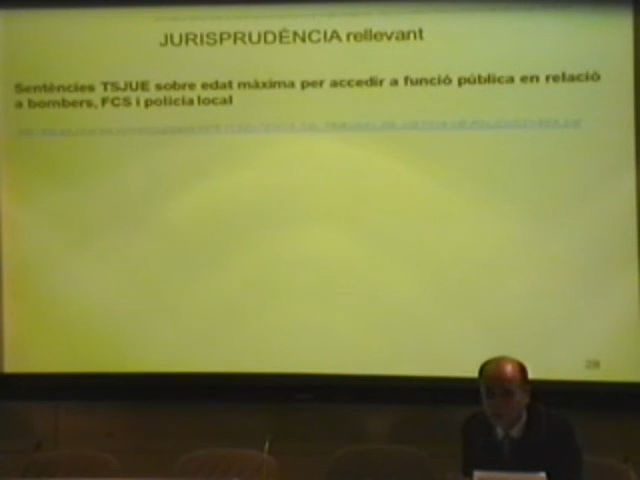 JURISPRUDÈNCIA rellevant
Sentències TSJUE sobre edat màxima per accedir a funció pública en relació
a bombers, FCS i policia local
28